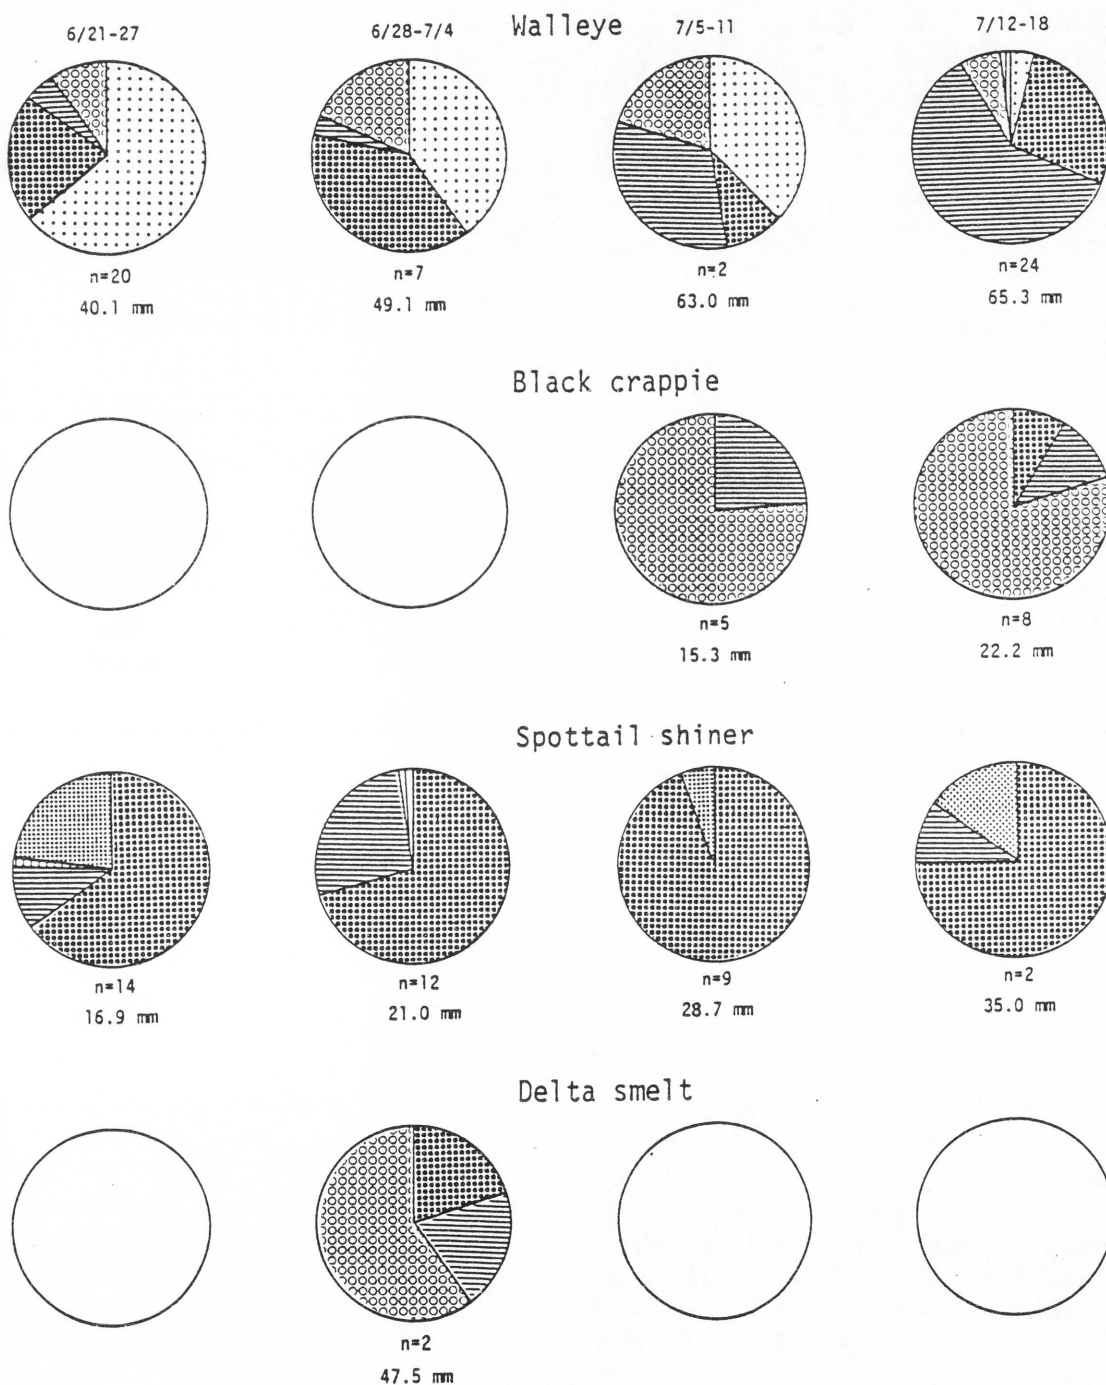 Walleye
6/21-27
6/28-7/4
7/5-11
7/12-18
n=20
n=7
n=2
n=24
40.1 mm
49.1 mm
63.0 mm
65.3 mm
Black crappie
n=5
n=8
15.3 mm
22.2 mm
Spottail shiner
n=14
n=12
n=9
n=2
16.9 mm
21.0 mm
28.7 mm
35.0 mm
Delta smelt
n=2
47.5 mm